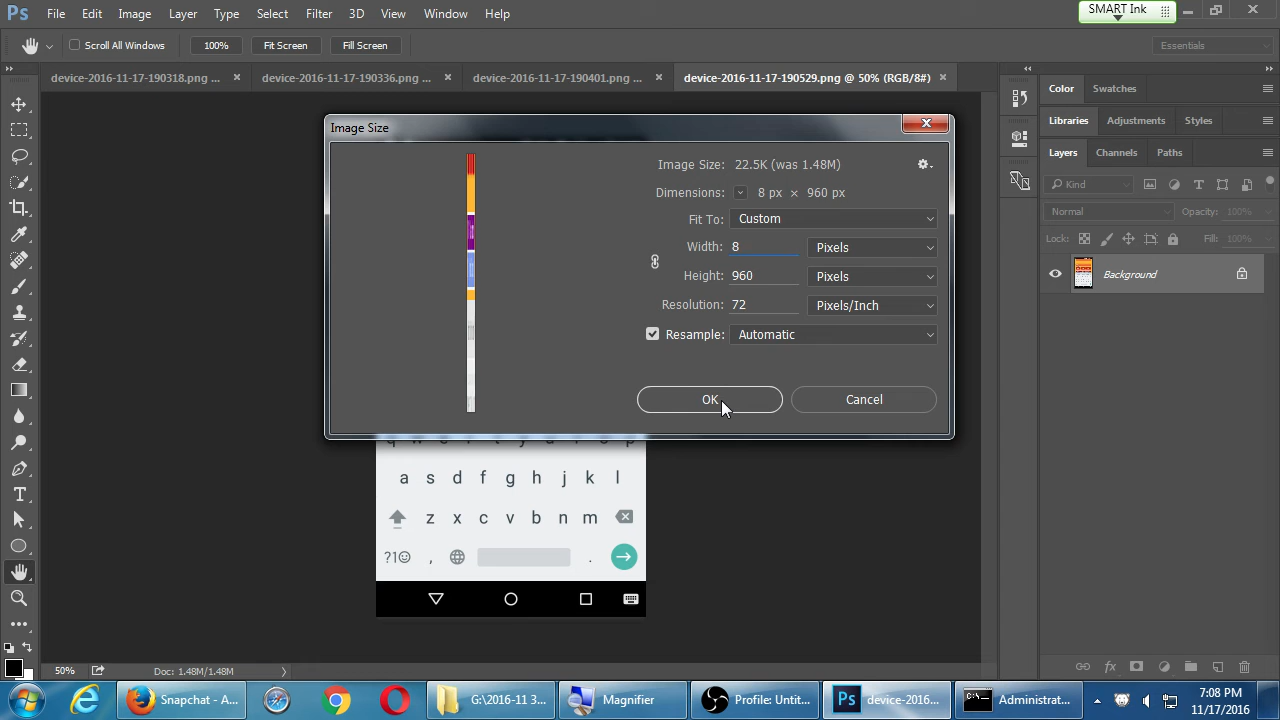 Ps File Edit Image Layer Type Select Filter 3D View Window Help
SMART Ink
Scroll All Windows 100% Fit Screen Fill Screen Essentials
device-2016-11-17-190318.png ... device-2016-11-17-190336.png ... device-2016-11-17-190401.png ... device-2016-11-17-190529.png @ 50% (RGB/8#)
Color Swatches
Libraries Adjustments Styles
Layers Channels Paths
Kind
Normal Opacity: 100%
Lock: Fill: 100%
Background
Image Size
Image Size: 22.5K (was 1.48M)
Dimensions: 8 px × 960 px
Fit To: Custom
Width: 8 Pixels
Height: 960 Pixels
Resolution: 72 Pixels/Inch
Resample: Automatic
OK Cancel
q w e r t y u i o p
a s d f g h j k l
z x c v b n m
?1☺ , .
50% Doc: 1.48M/1.48M
Snapchat - A... G:\2016-11 3... Magnifier Profile: Untit... Ps device-2016... Administrat...
7:08 PM
11/17/2016